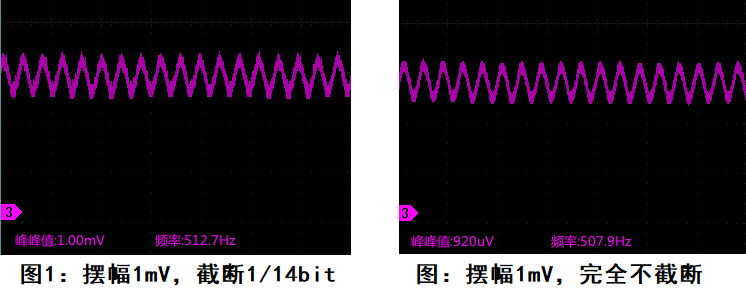 3
峰峰值:1.00mV
频率:512.7Hz
图1：摆幅1mV，截断1/14bit
3
峰峰值:920uV
频率:507.9Hz
图：摆幅1mV，完全不截断